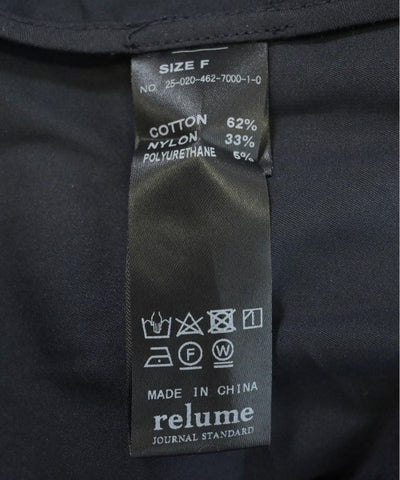 SIZE F
NO. 25-020-462-7000-1-0
COTTON 62%
NYLON 33%
POLYURETHANE 5%
F W
MADE IN CHINA
relume
JOURNAL STANDARD